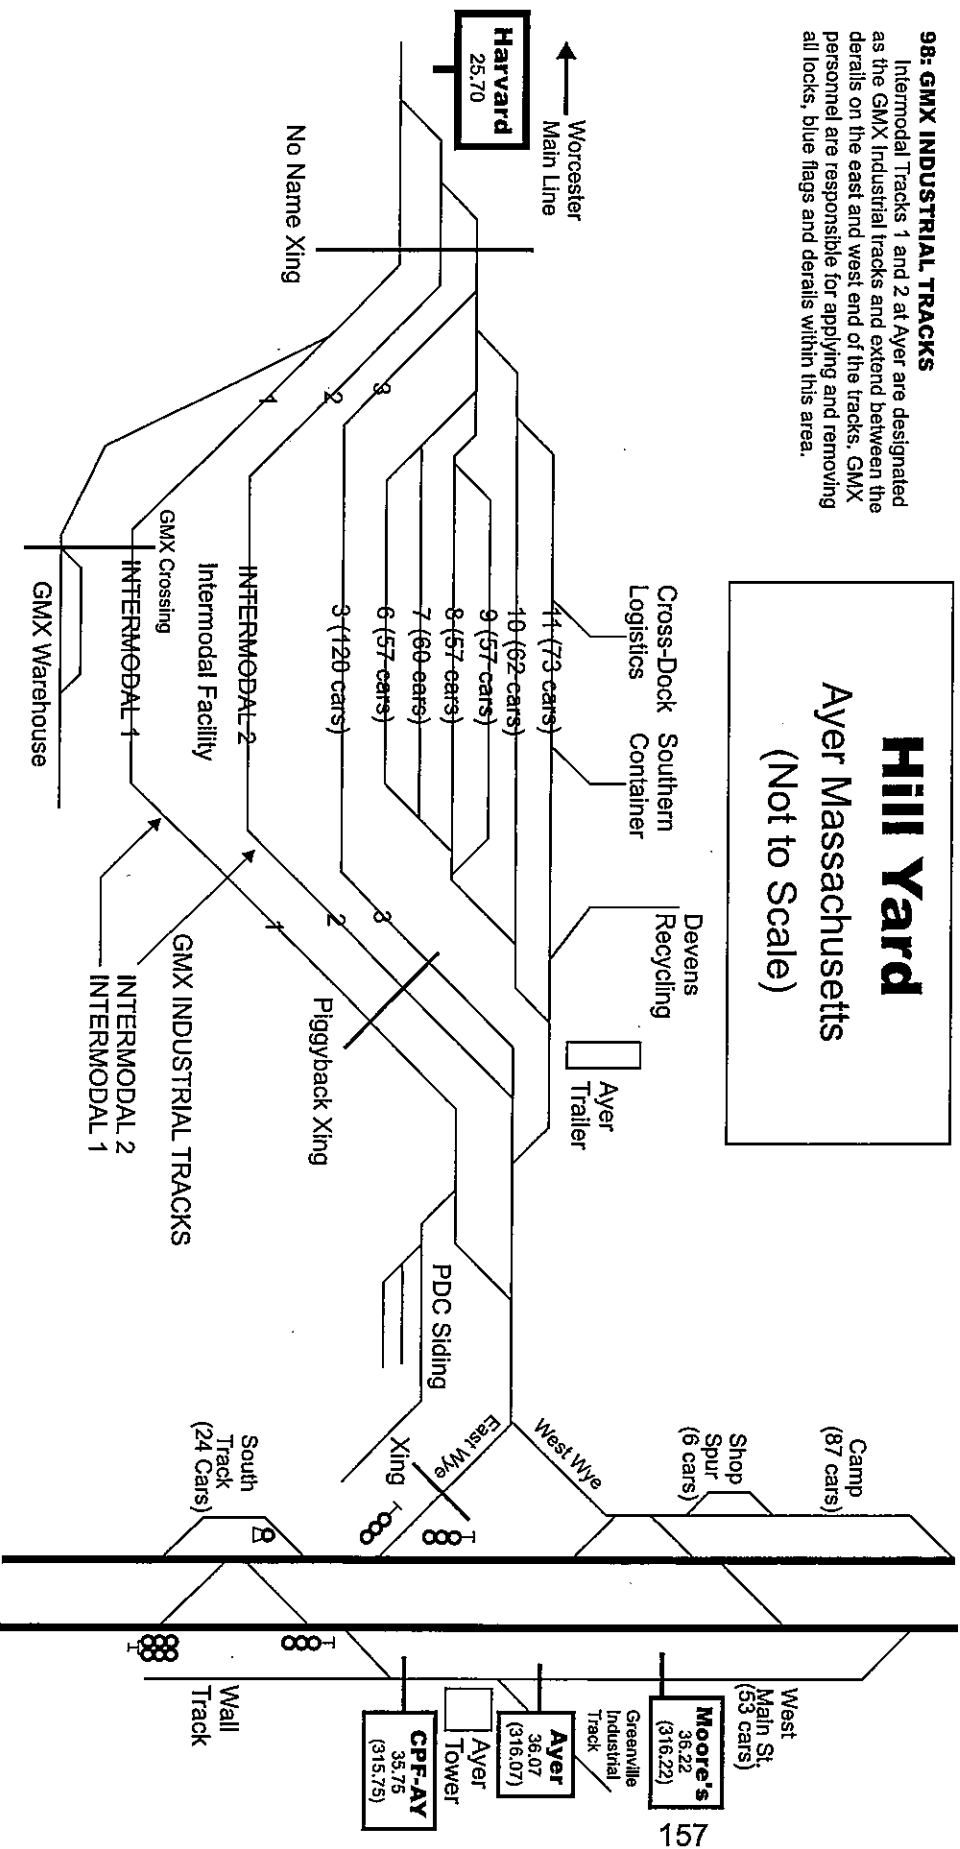 98: GMX INDUSTRIAL TRACKS
Intermodal Tracks 1 and 2 at Ayer are designated
as the GMX Industrial tracks and extend between the
derails on the east and west end of the tracks. GMX
personnel are responsible for applying and removing
all locks, blue flags and derails within this area.
Hill Yard
Ayer Massachusetts
(Not to Scale)
Worcester
Main Line
Harvard
25.70
No Name Xing
Cross-Dock
Logistics
Southern
Container
Devens
Recycling
Ayer
Trailer
11 (73 cars)
10 (62 cars)
9 (57 cars)
8 (57 cars)
7 (60 cars)
6 (57 cars)
3 (120 cars)
3
2
1
3
2
1
INTERMODAL 2
Intermodal Facility
GMX Crossing
INTERMODAL 1
GMX Warehouse
Piggyback Xing
GMX INDUSTRIAL TRACKS
INTERMODAL 2
INTERMODAL 1
PDC Siding
West Wye
East Wye
Xing
Camp
(87 cars)
Shop
Spur
(6 cars)
South
Track
(24 Cars)
West
Main St.
(53 cars)
Moore's
36.22
(316.22)
Greenville
Industrial
Track
Ayer
36.07
(316.07)
Ayer
Tower
CPF-AY
35.75
(315.75)
Wall
Track
157